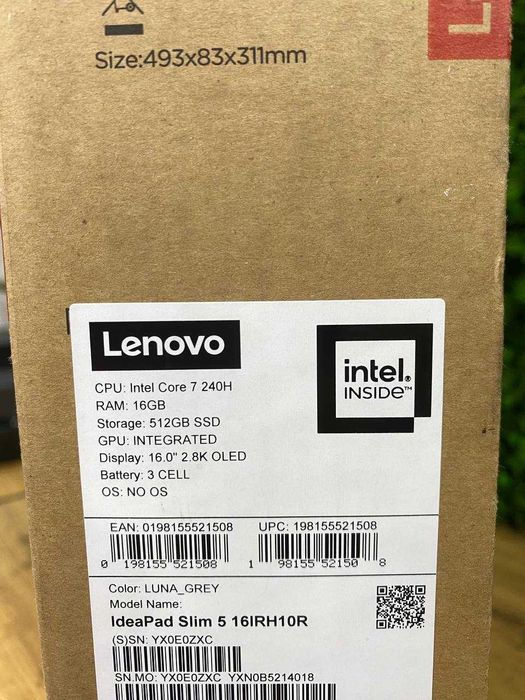 Size:493x83x311mm
L
Lenovo
intel.
INSIDE™
CPU: Intel Core 7 240H
RAM: 16GB
Storage: 512GB SSD
GPU: INTEGRATED
Display: 16.0" 2.8K OLED
Battery: 3 CELL
OS: NO OS
EAN: 0198155521508
UPC: 198155521508
0 198155 521508
1 98155 52150 8
Color: LUNA_GREY
Model Name:
IdeaPad Slim 5 16IRH10R
(S)SN: YX0E0ZXC
SN.MO: YX0E0ZXC YXN0B5214018